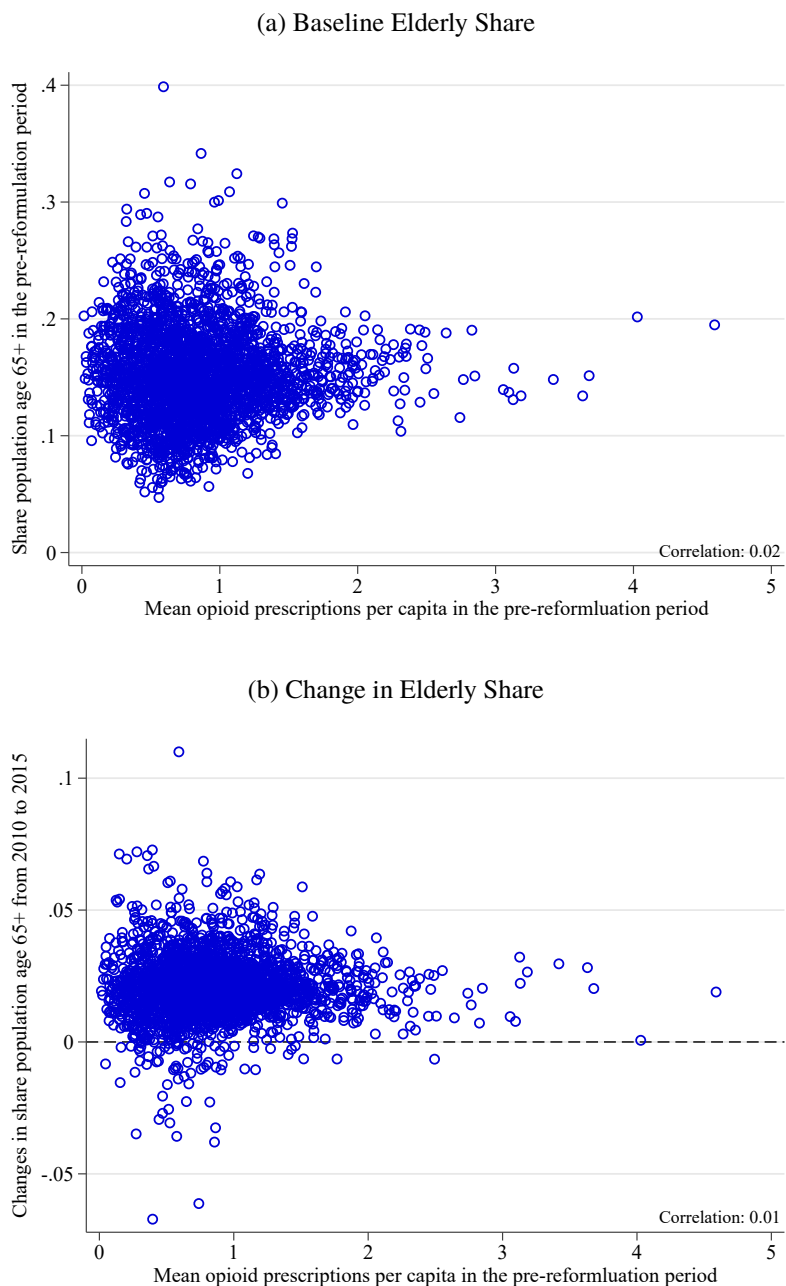 (a) Baseline Elderly Share
Share population age 65+ in the pre-reformulation period
.4
.3
.2
.1
0
Correlation: 0.02
0 1 2 3 4 5
Mean opioid prescriptions per capita in the pre-reformluation period
(b) Change in Elderly Share
Changes in share population age 65+ from 2010 to 2015
.1
.05
0
-.05
Correlation: 0.01
0 1 2 3 4 5
Mean opioid prescriptions per capita in the pre-reformluation period